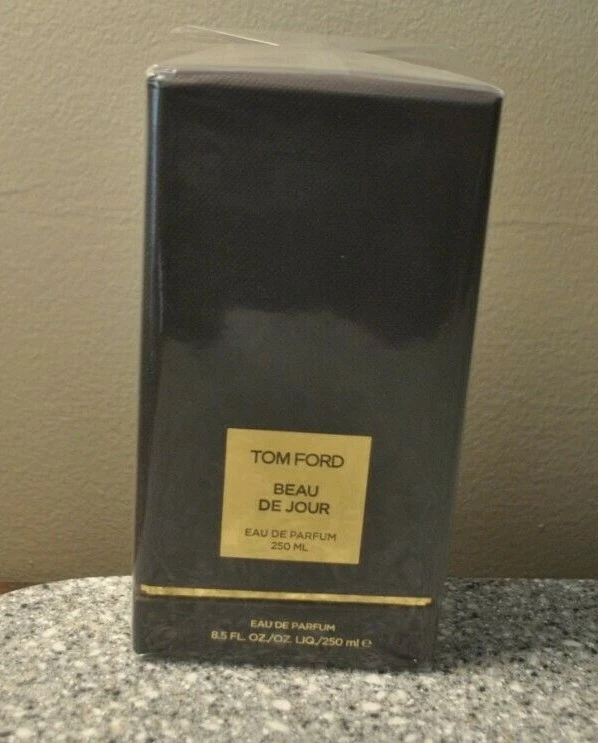 TOM FORD
BEAU
DE JOUR
EAU DE PARFUM
250 ML
EAU DE PARFUM
8.5 FL. OZ./OZ. LIQ./250 ml ℮